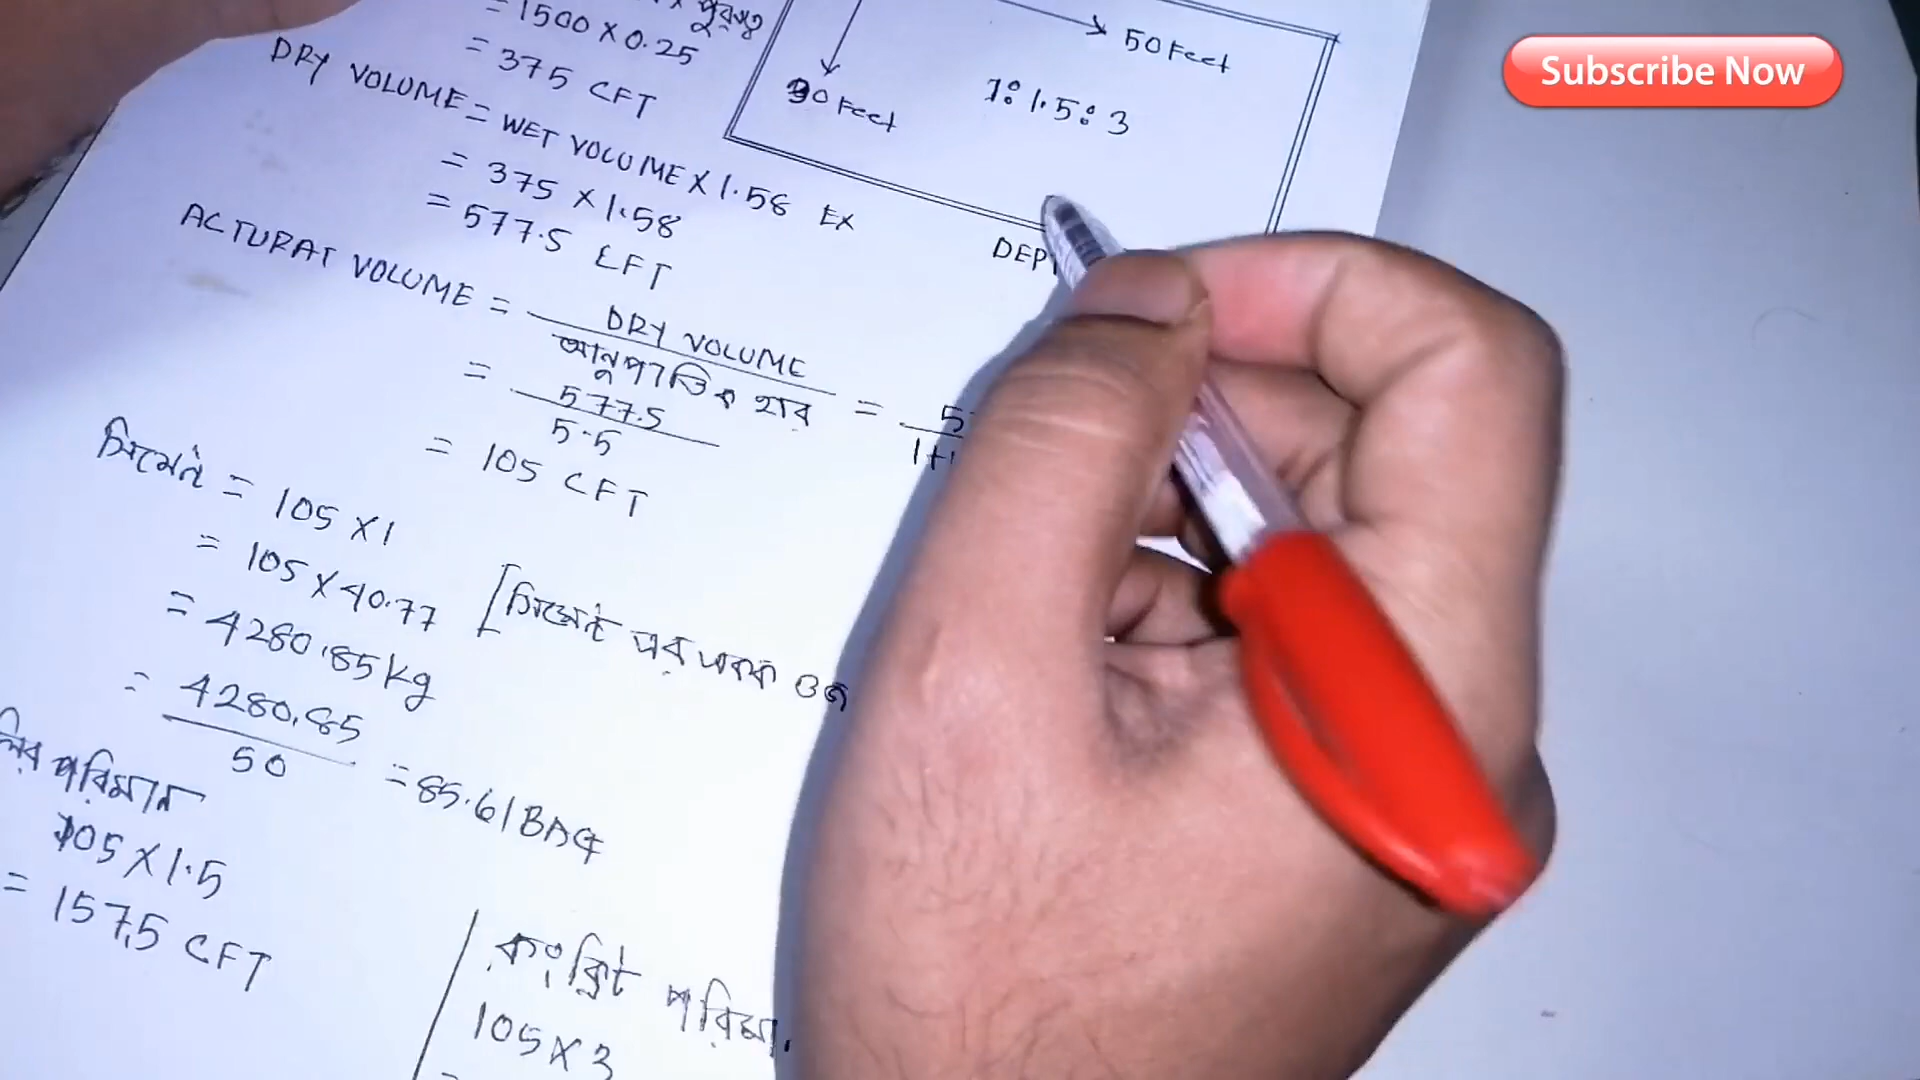 × পুরুত্ব
= 1500 X 0.25
= 375 CFT
DRY VOLUME = WET VOLUME X 1.58 EX
= 375 X 1.58
= 577.5 CFT
ACTURAT VOLUME = DRY VOLUME
আনুপাতিক হার
= 577.5
5.5
= 105 CFT
= 105 X 1
= 105 X 40.77 [সিমেন্ট এর একক
= 4280.85 kg
= 4280.85
50
= 85.61 BAG
পরিমান
105 X 1.5
= 157.5 CFT
105 X 3
50 Feet
30 Feet
1:1.5:3
Subscribe Now